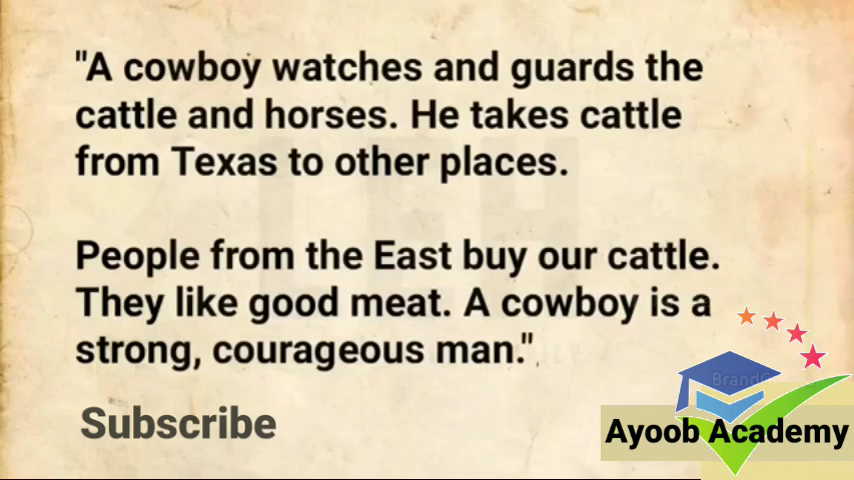 "A cowboy watches and guards the
cattle and horses. He takes cattle
from Texas to other places.
People from the East buy our cattle.
They like good meat. A cowboy is a
strong, courageous man."
Subscribe
Ayoob Academy